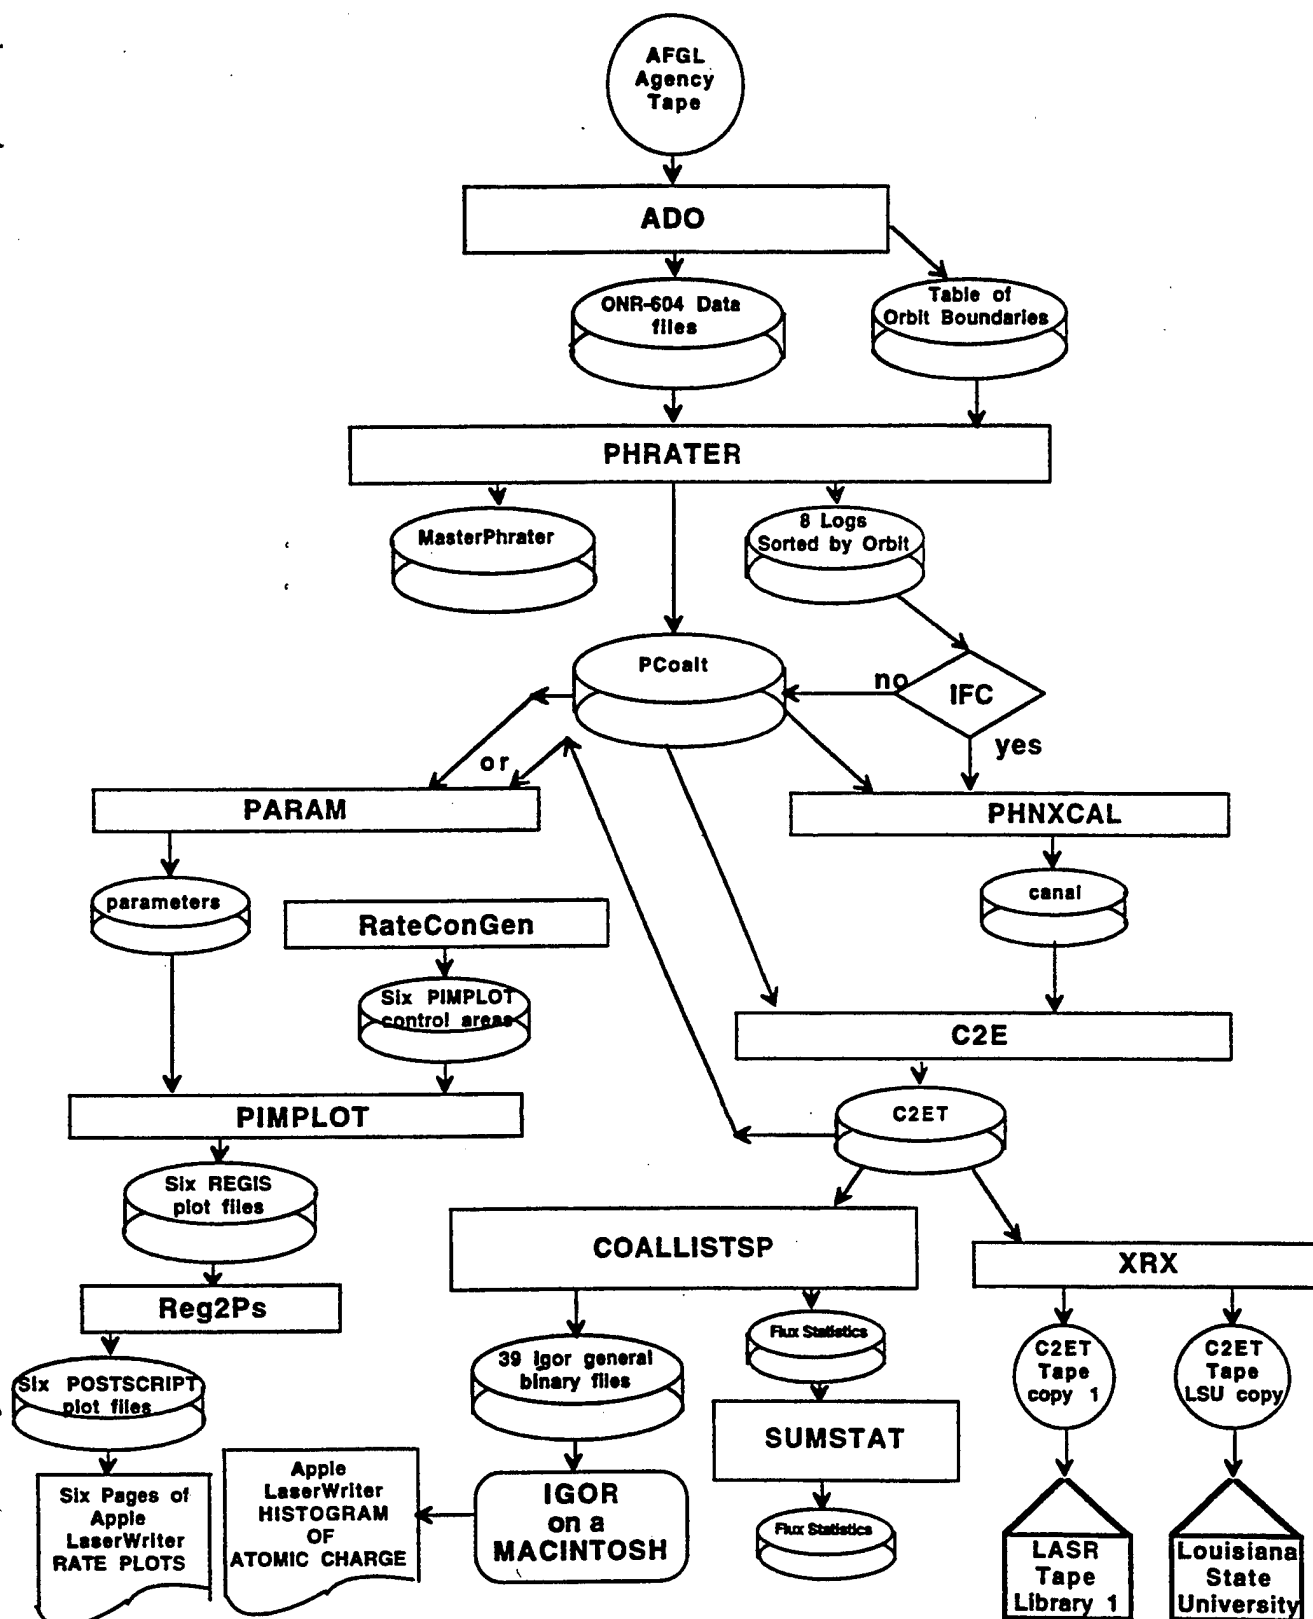 AFGL
Agency
Tape
ADO
ONR-604 Data
files
Table of
Orbit Boundaries
PHRATER
MasterPhrater
8 Logs
Sorted by Orbit
PCoalt
no
IFC
yes
or
PARAM
PHNXCAL
parameters
canal
RateConGen
Six PIMPLOT
control areas
C2E
PIMPLOT
C2ET
Six REGIS
plot files
COALLISTSP
XRX
Reg2Ps
Flux Statistics
39 Igor general
binary files
C2ET
Tape
copy 1
C2ET
Tape
LSU copy
Six POSTSCRIPT
plot files
SUMSTAT
Six Pages of
Apple
LaserWriter
RATE PLOTS
Apple
LaserWriter
HISTOGRAM
OF
ATOMIC CHARGE
IGOR
on a
MACINTOSH
Flux Statistics
LASR
Tape
Library 1
Louisiana
State
University